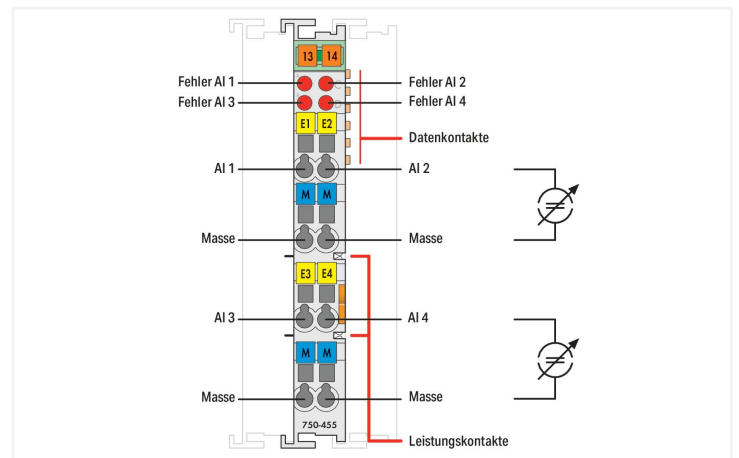 13 14
Fehler AI 1 Fehler AI 2
Fehler AI 3 Fehler AI 4
E1 E2
Datenkontakte
AI 1 AI 2
M M
Masse Masse
E3 E4
AI 3 AI 4
M M
Masse Masse
750-455
Leistungskontakte